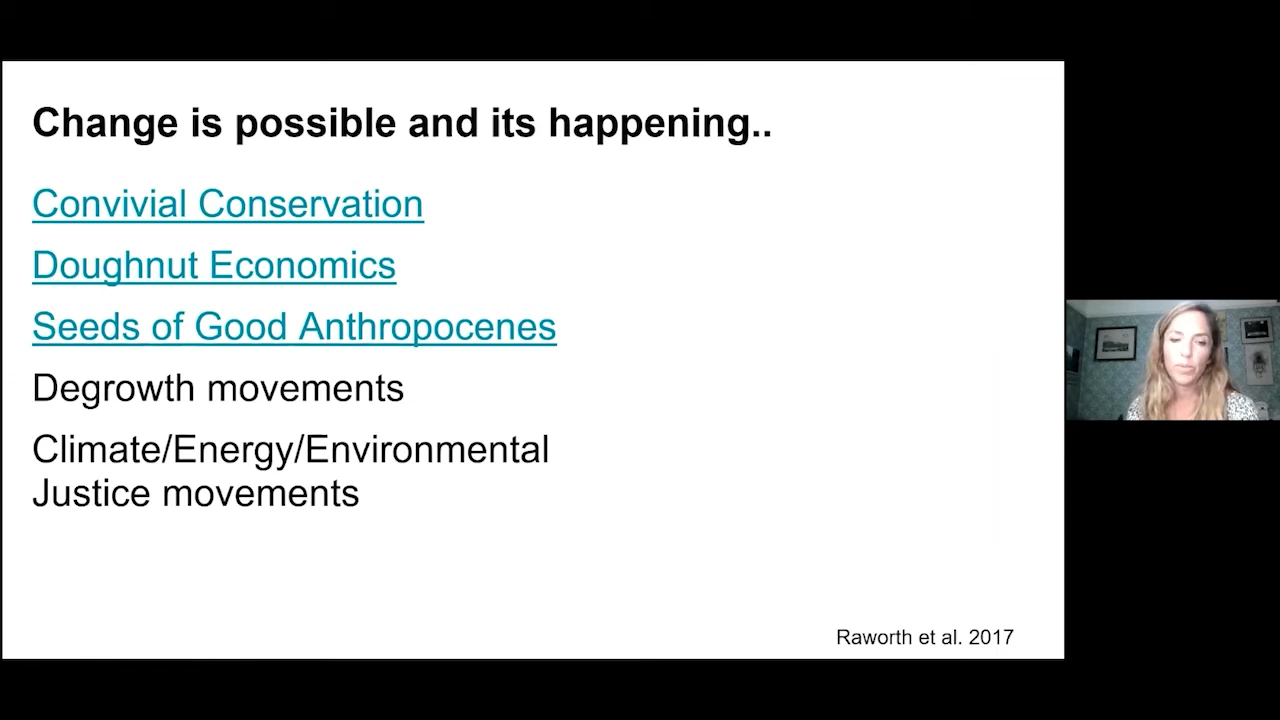 Change is possible and its happening..
Convivial Conservation
Doughnut Economics
Seeds of Good Anthropocenes
Degrowth movements
Climate/Energy/Environmental
Justice movements
Raworth et al. 2017